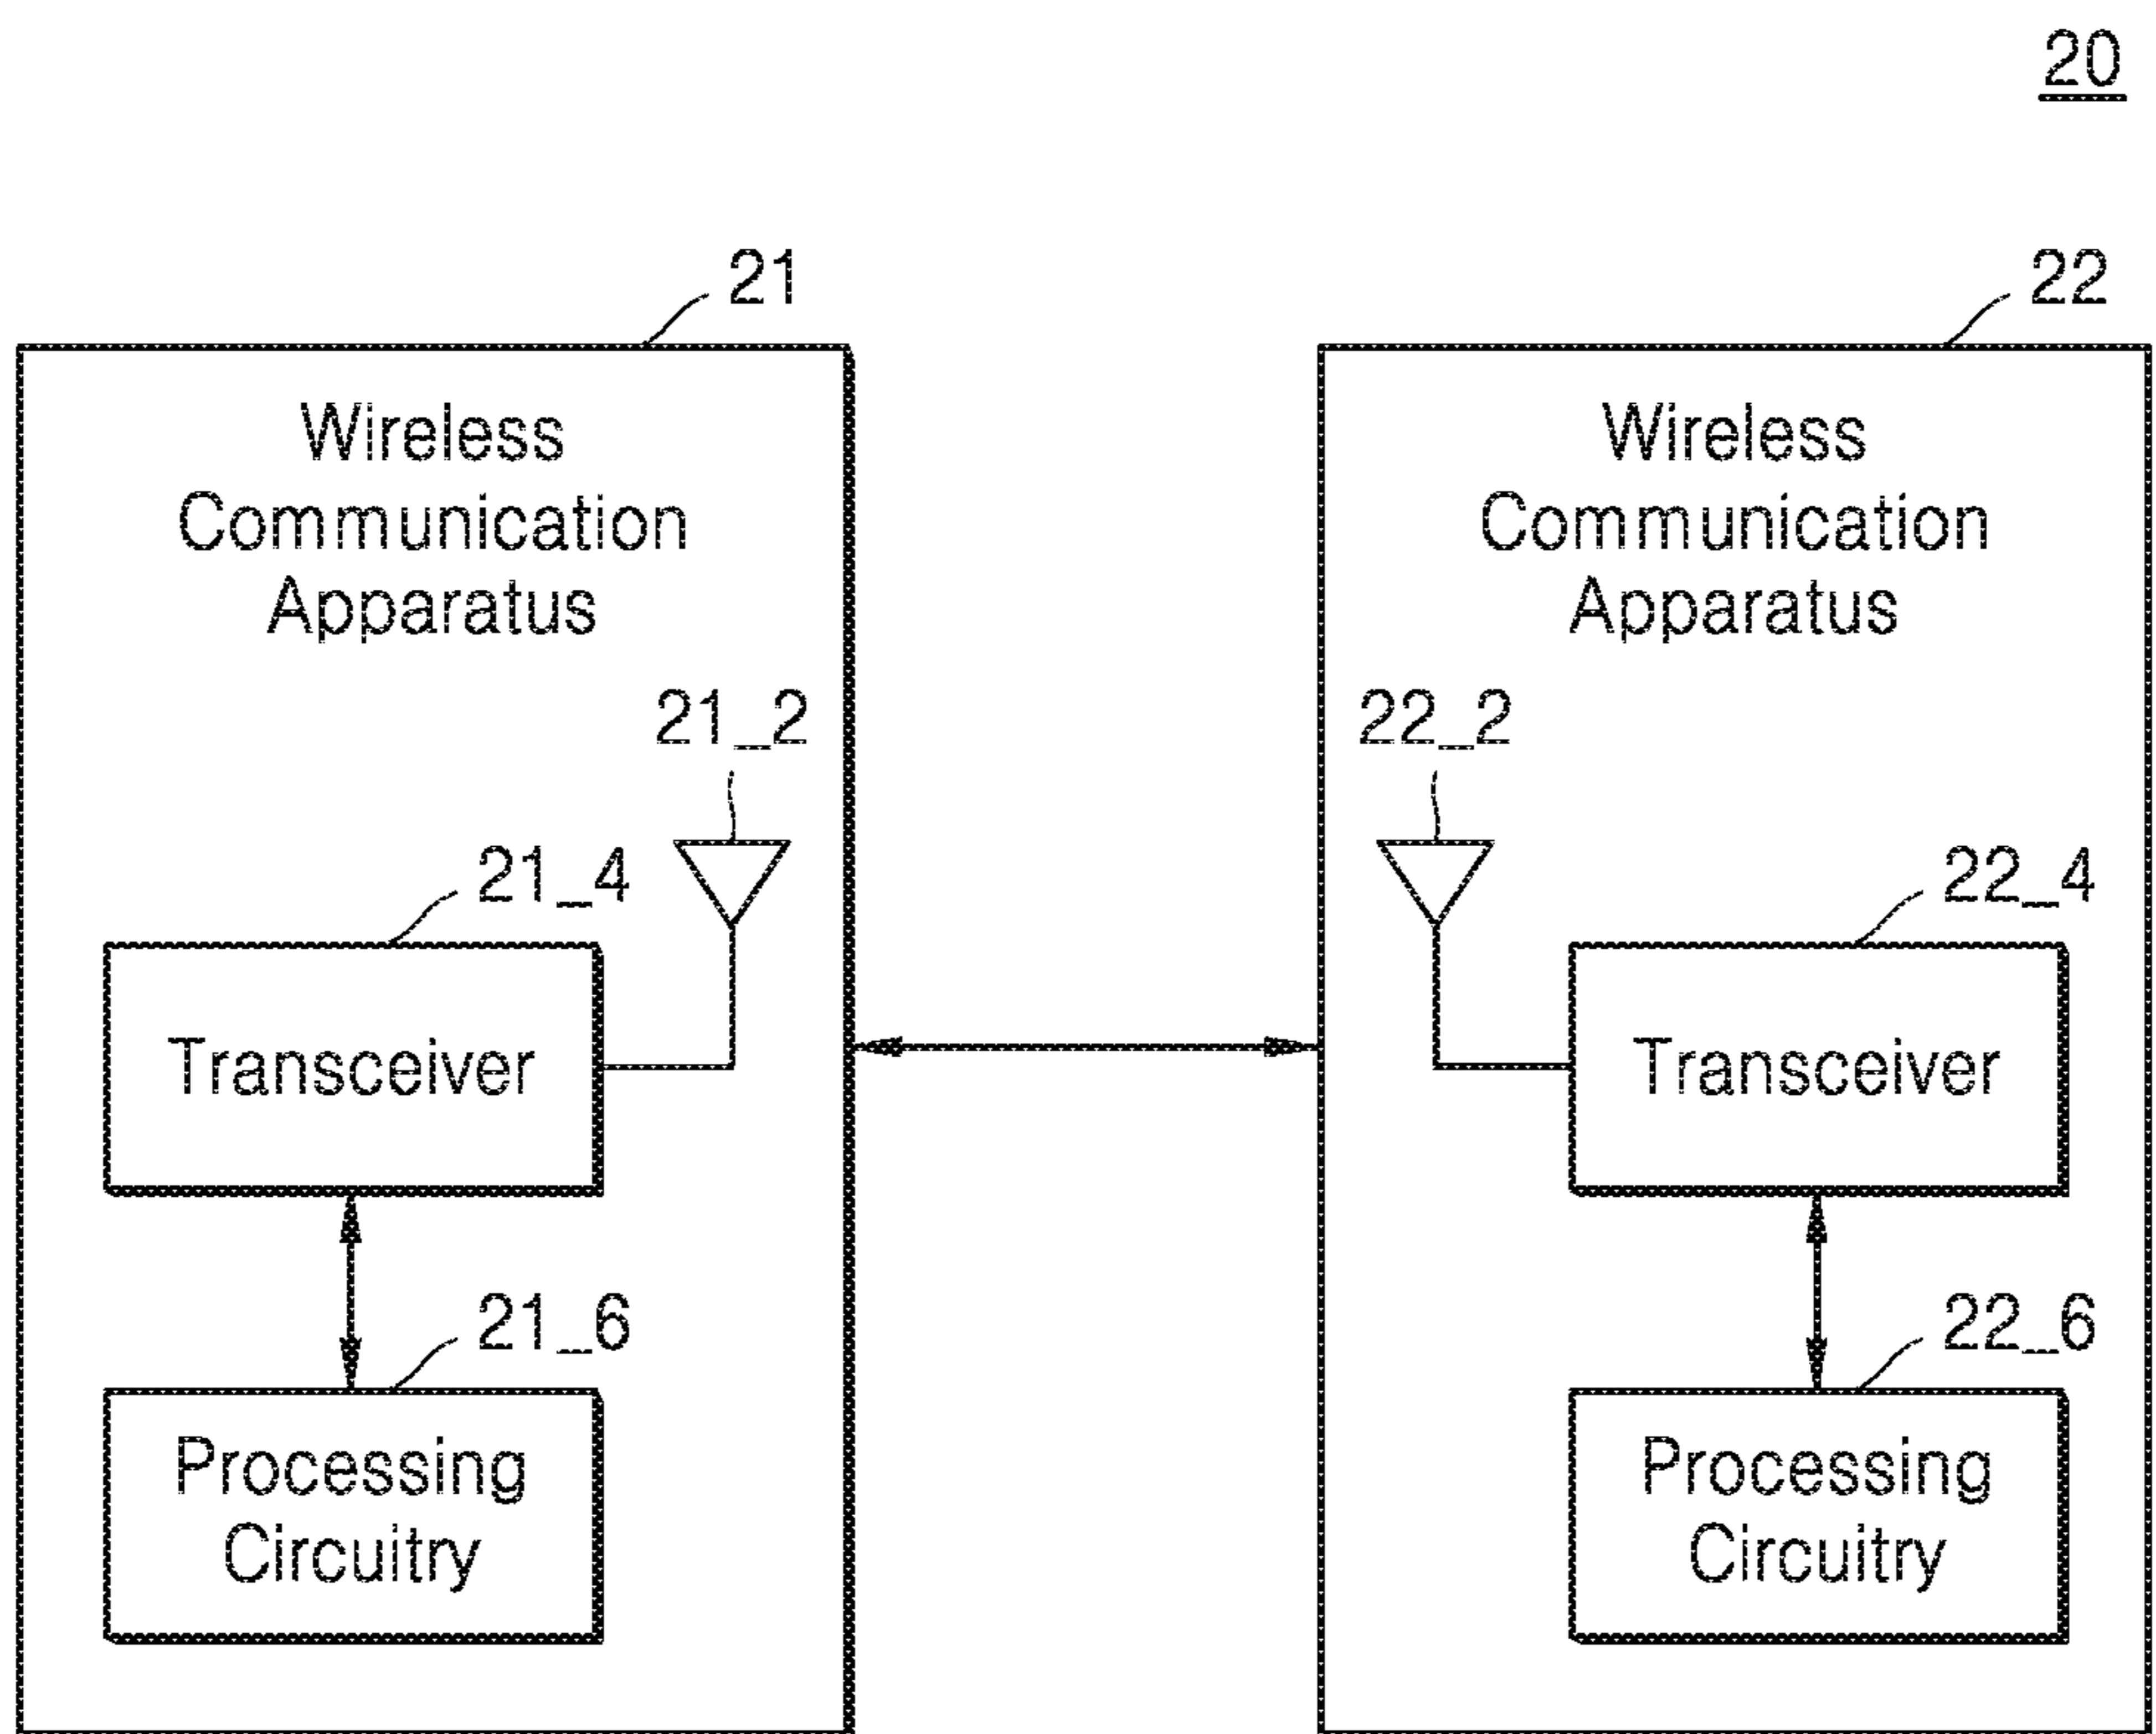 20
21
22
Wireless
Communication
Apparatus
Wireless
Communication
Apparatus
21_2
22_2
21_4
22_4
Transceiver
Transceiver
21_6
22_6
Processing
Circuitry
Processing
Circuitry